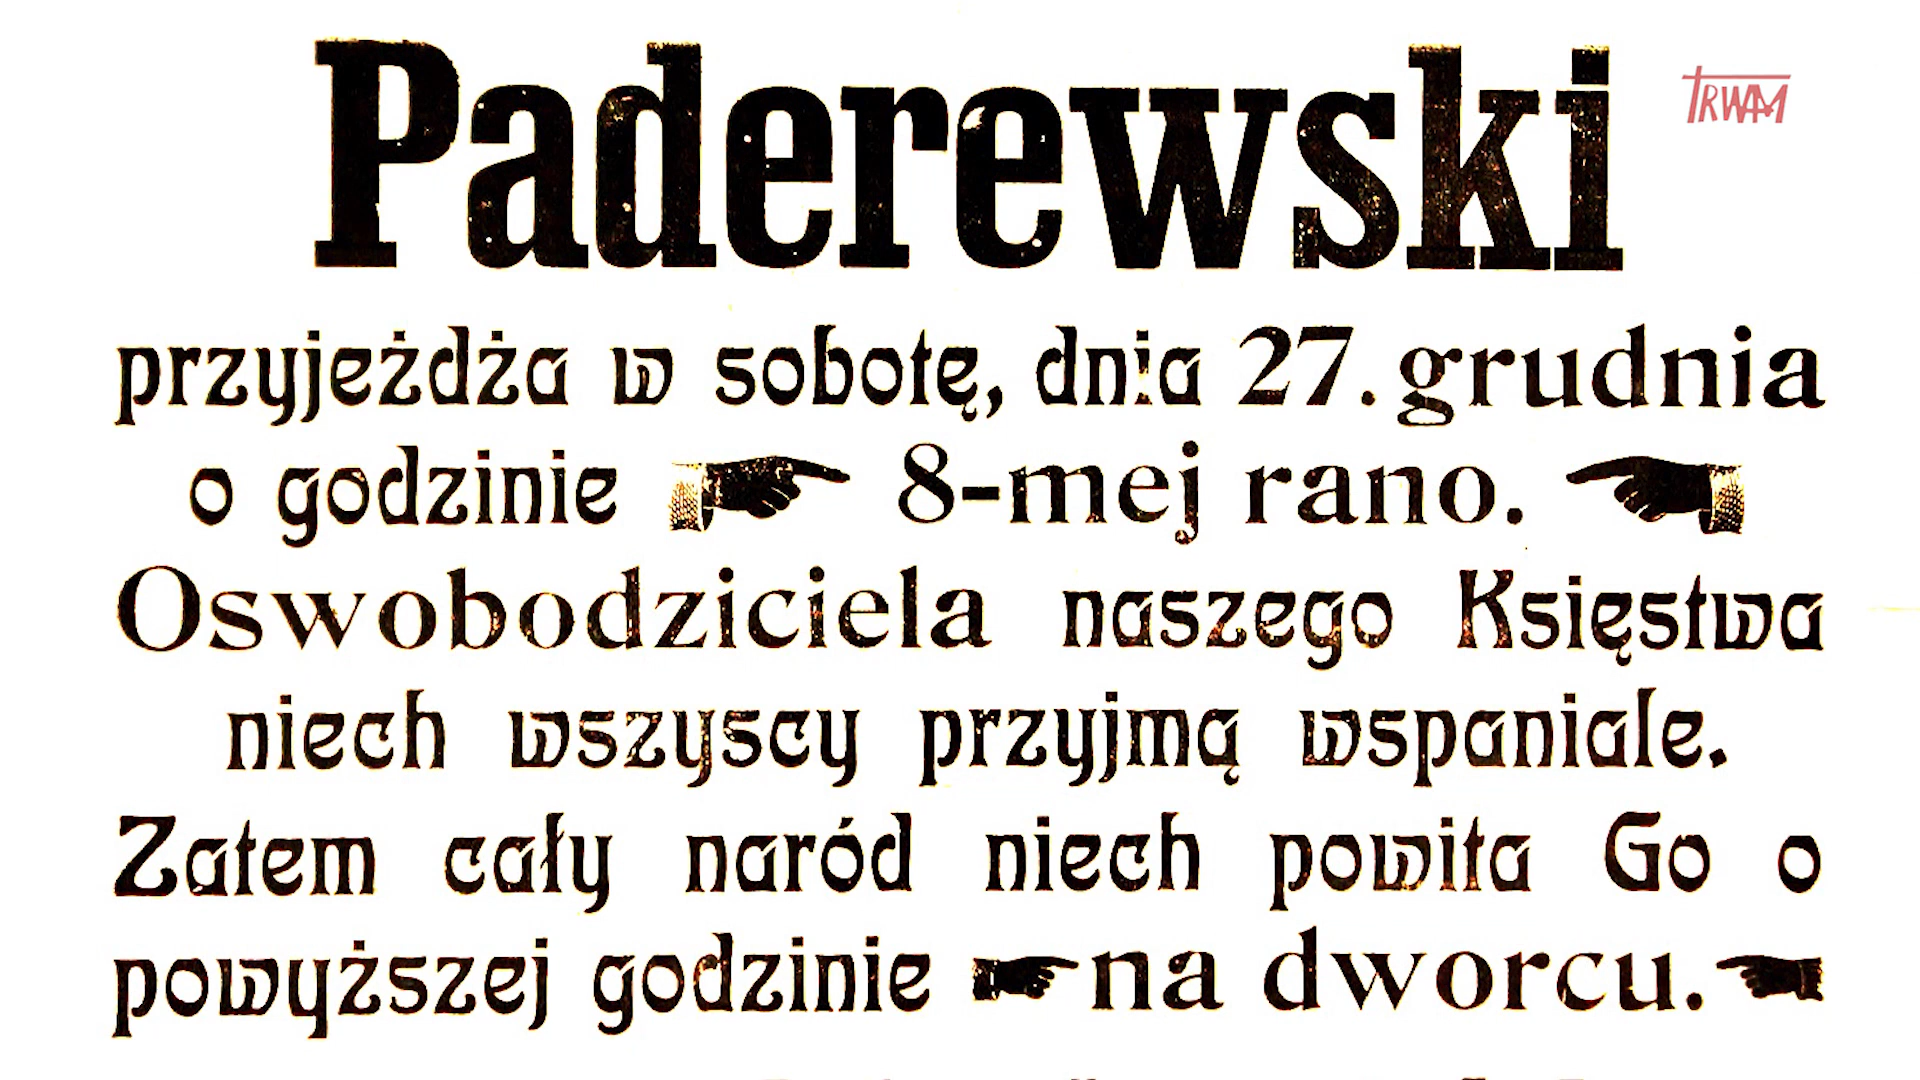 Paderewski
TRWAM
przyjeżdża w sobotę, dnia 27. grudnia
o godzinie 8-mej rano.
Oswobodziciela naszego Księstwa
niech wszyscy przyjmą wspaniale.
Zatem cały naród niech powita Go o
powyższej godzinie na dworcu.